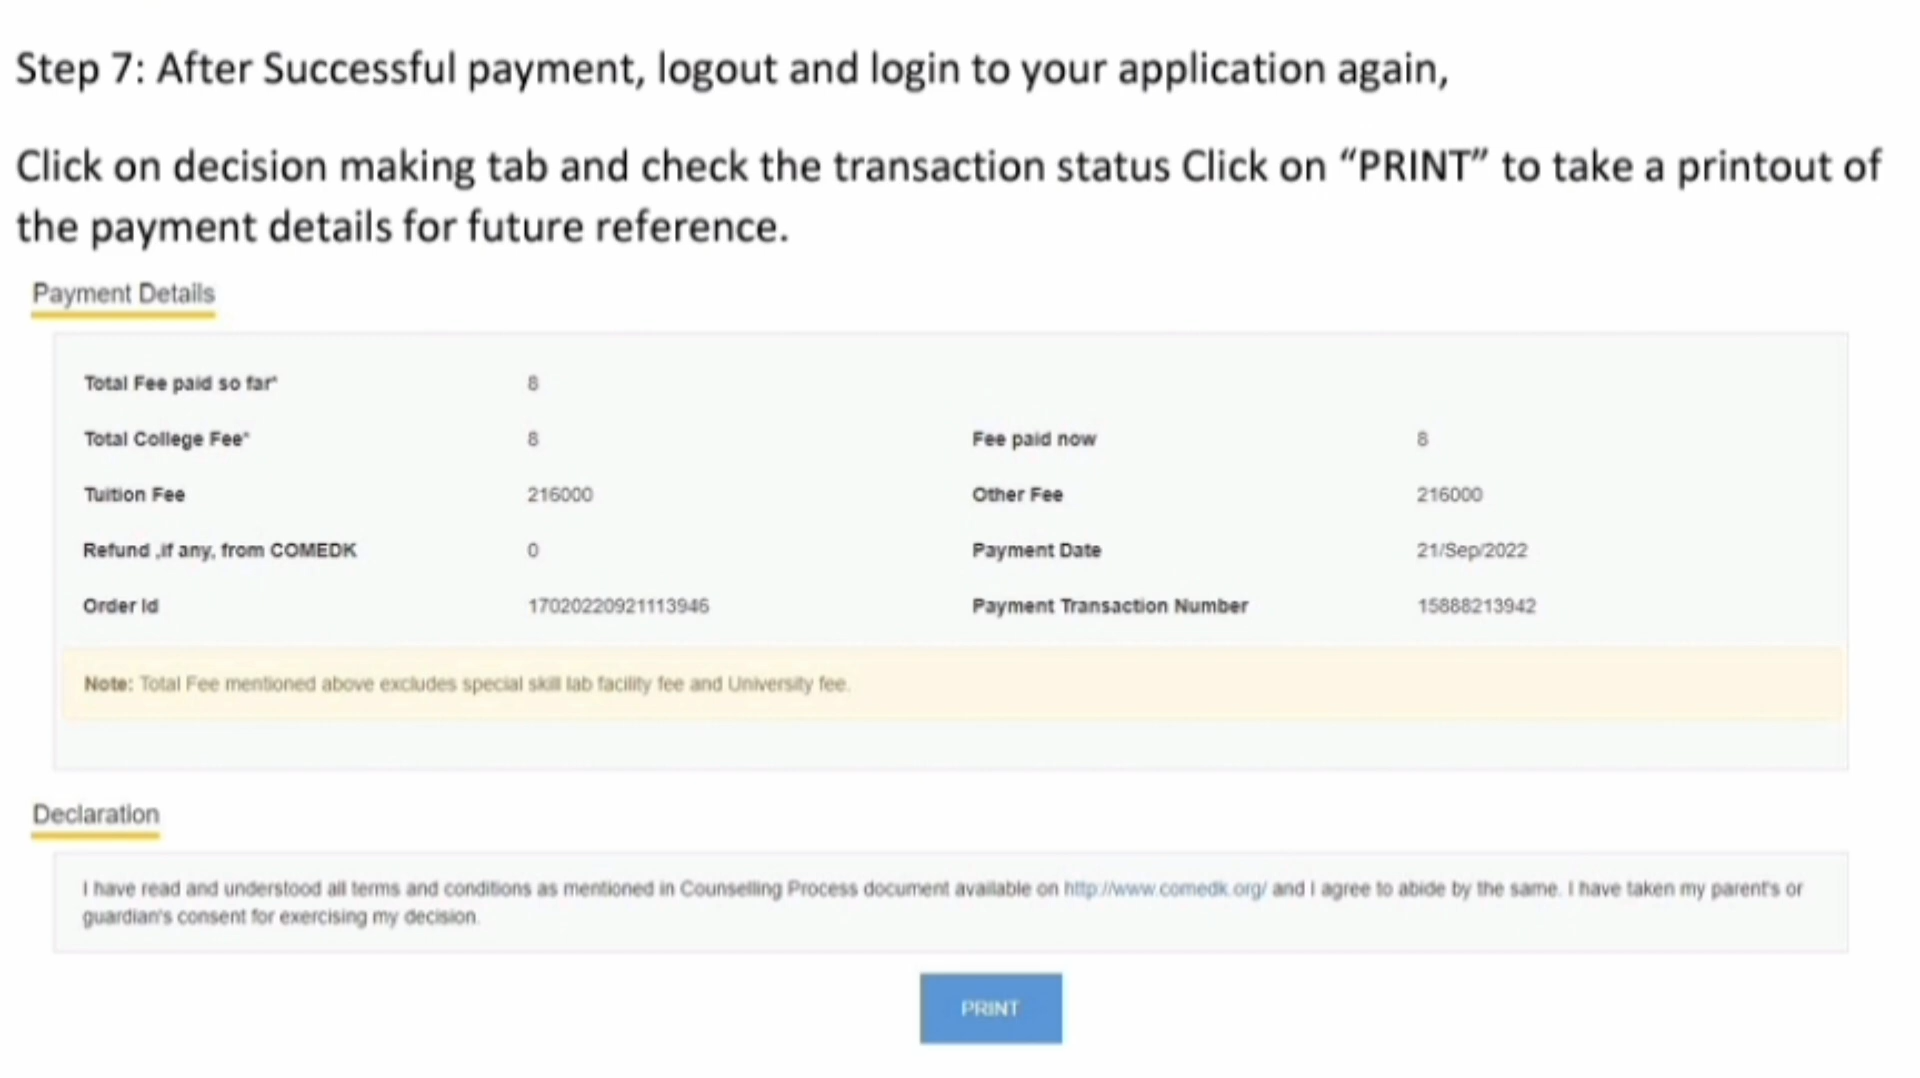 Step 7: After Successful payment, logout and login to your application again,
Click on decision making tab and check the transaction status Click on “PRINT” to take a printout of
the payment details for future reference.
Payment Details
Total Fee paid so far* 8
Total College Fee* 8 Fee paid now 8
Tuition Fee 216000 Other Fee 216000
Refund ,if any, from COMEDK 0 Payment Date 21/Sep/2022
Order Id 17020220921113946 Payment Transaction Number 15888213942
Note: Total Fee mentioned above excludes special skill lab facility fee and University fee.
Declaration
I have read and understood all terms and conditions as mentioned in Counselling Process document available on http://www.comedk.org/ and I agree to abide by the same. I have taken my parent's or
guardian's consent for exercising my decision.
PRINT